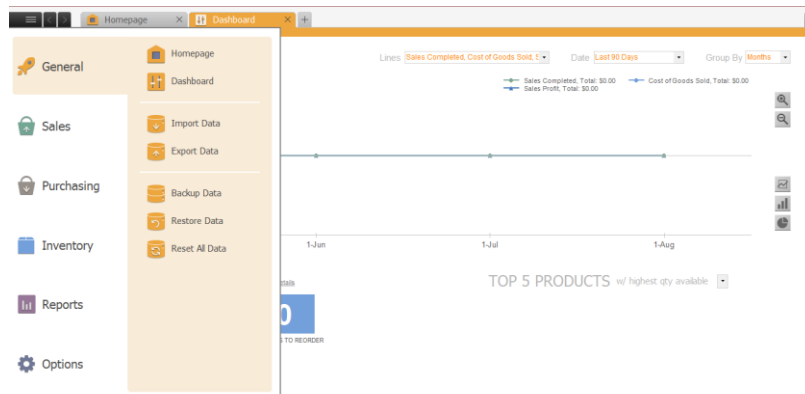 Homepage
Dashboard
General
Sales
Purchasing
Inventory
Reports
Options
Homepage
Dashboard
Import Data
Export Data
Backup Data
Restore Data
Reset All Data
Lines Sales Completed, Cost of Goods Sold, S
Date Last 90 Days
Group By Months
Sales Completed, Total: $0.00
Cost of Goods Sold, Total: $0.00
Sales Profit, Total: $0.00
1-Jun
1-Jul
1-Aug
details
TOP 5 PRODUCTS w/ highest qty available
0
TO REORDER